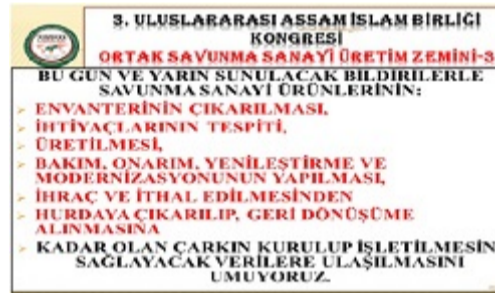 3. ULUSLARARASI ASSAM İSLAM BİRLİĞİ
KONGRESİ
ORTAK SAVUNMA SANAYİ ÜRETİM ZEMİNİ-3
BU GÜN VE YARIN SUNULACAK BİLDİRİLERLE
SAVUNMA SANAYİ ÜRÜNLERİNİN:
➢ ENVANTERİNİN ÇIKARILMASI,
➢ İHTİYAÇLARININ TESPİTİ,
➢ ÜRETİLMESİ,
➢ BAKIM, ONARIM, YENİLEŞTİRME VE
MODERNİZASYONUNUN YAPILMASI,
➢ İHRAÇ VE İTHAL EDİLMESİNDEN
➢ HURDAYA ÇIKARILIP, GERİ DÖNÜŞÜME
ALINMASINA
➢ KADAR OLAN ÇARKIN KURULUP İŞLETİLMESİN
SAĞLAYACAK VERİLERE ULAŞILMASINI
UMUYORUZ.